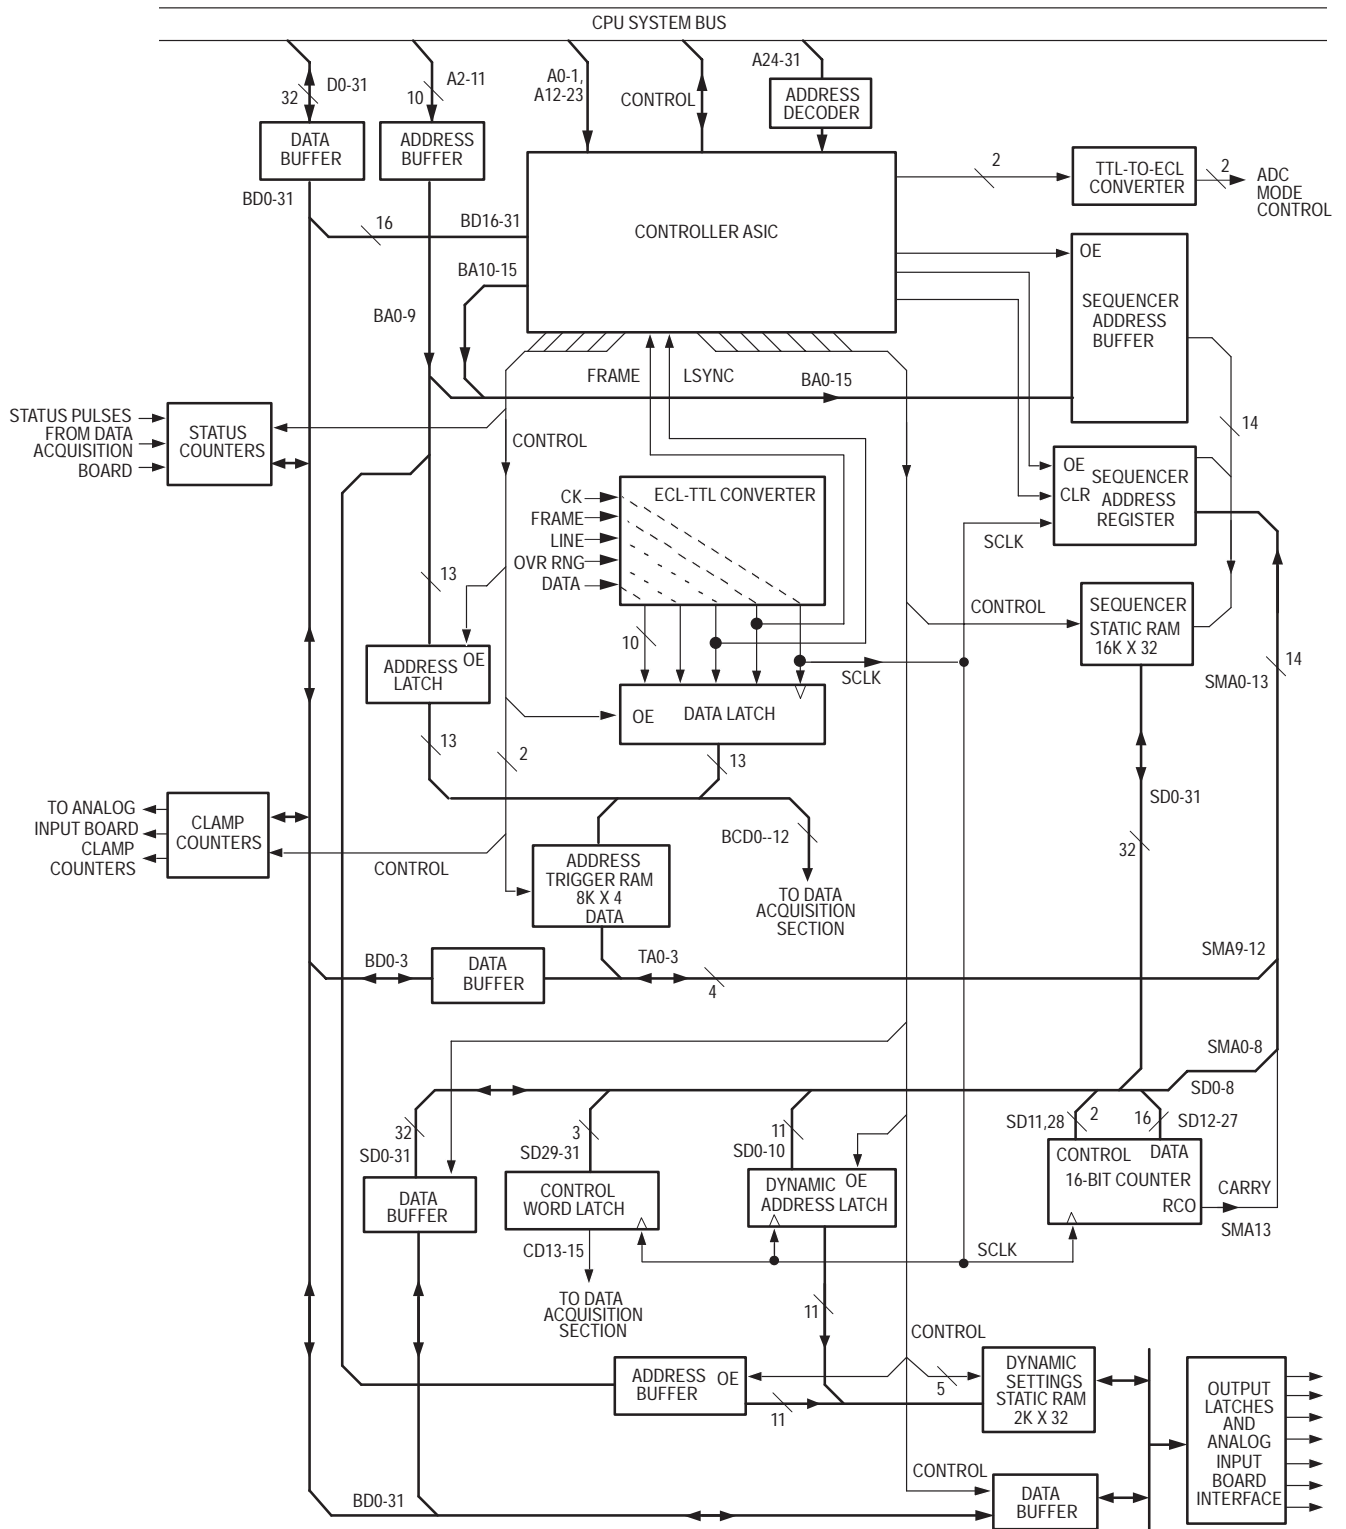 CPU SYSTEM BUS
D0-31
32
A2-11
10
A0-1,
A12-23
CONTROL
A24-31
ADDRESS
DECODER
DATA
BUFFER
ADDRESS
BUFFER
BD0-31
16
BD16-31
CONTROLLER ASIC
2
TTL-TO-ECL
CONVERTER
2
ADC
MODE
CONTROL
BA10-15
BA0-9
OE
SEQUENCER
ADDRESS
BUFFER
FRAME
LSYNC
BA0-15
14
STATUS PULSES
FROM DATA
ACQUISITION
BOARD
STATUS
COUNTERS
CONTROL
OE
CLR
SEQUENCER
ADDRESS
REGISTER
ECL-TTL CONVERTER
CK
FRAME
LINE
OVR RNG
DATA
SCLK
13
10
CONTROL
SEQUENCER
STATIC RAM
16K X 32
ADDRESS
LATCH
OE
SCLK
14
SMA0-13
OE
DATA LATCH
13
2
13
SD0-31
32
TO ANALOG
INPUT BOARD
CLAMP
COUNTERS
CLAMP
COUNTERS
CONTROL
BCD0--12
ADDRESS
TRIGGER RAM
8K X 4
DATA
TO DATA
ACQUISITION
SECTION
BD0-3
DATA
BUFFER
TA0-3
4
SMA9-12
SMA0-8
SD0-8
32
SD0-31
3
SD29-31
11
SD0-10
SD11,28
2
16
SD12-27
CONTROL
DATA
16-BIT COUNTER
RCO
CARRY
SMA13
DATA
BUFFER
CONTROL
WORD LATCH
DYNAMIC
OE
ADDRESS LATCH
CD13-15
SCLK
TO DATA
ACQUISITION
SECTION
11
CONTROL
ADDRESS
BUFFER
OE
11
5
DYNAMIC
SETTINGS
STATIC RAM
2K X 32
OUTPUT
LATCHES
AND
ANALOG
INPUT
BOARD
INTERFACE
BD0-31
CONTROL
DATA
BUFFER